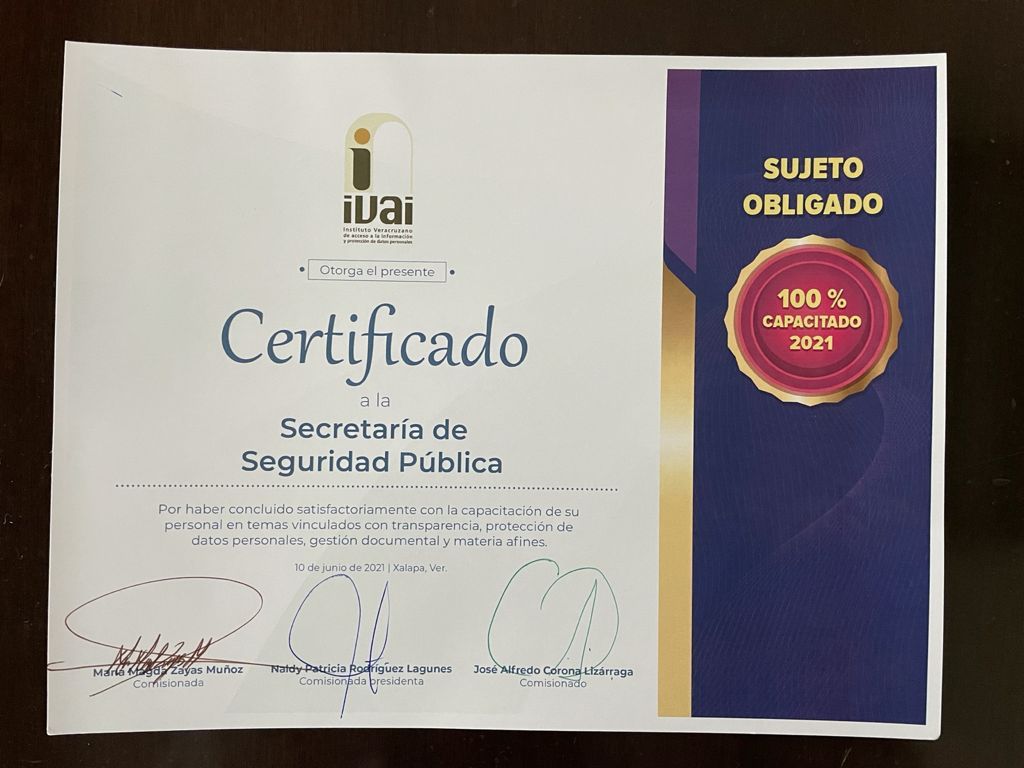 ivai
Instituto Veracruzano
de acceso a la información
y protección de datos personales
Otorga el presente
Certificado
a la
Secretaría de
Seguridad Pública
Por haber concluido satisfactoriamente con la capacitación de su
personal en temas vinculados con transparencia, protección de
datos personales, gestión documental y materia afines.
10 de junio de 2021 | Xalapa, Ver.
María Magda Zayas Muñoz
Comisionada
Naldy Patricia Rodríguez Lagunes
Comisionada presidenta
José Alfredo Corona Lizárraga
Comisionado
SUJETO
OBLIGADO
100 %
CAPACITADO
2021